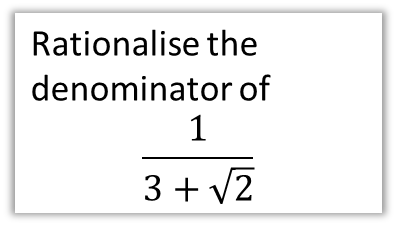 Rationalise the
denominator of
1
3 + √2